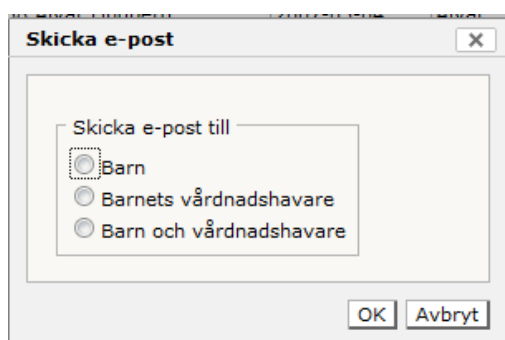 Skicka e-post
Skicka e-post till
Barn
Barnets vårdnadshavare
Barn och vårdnadshavare
OK Avbryt